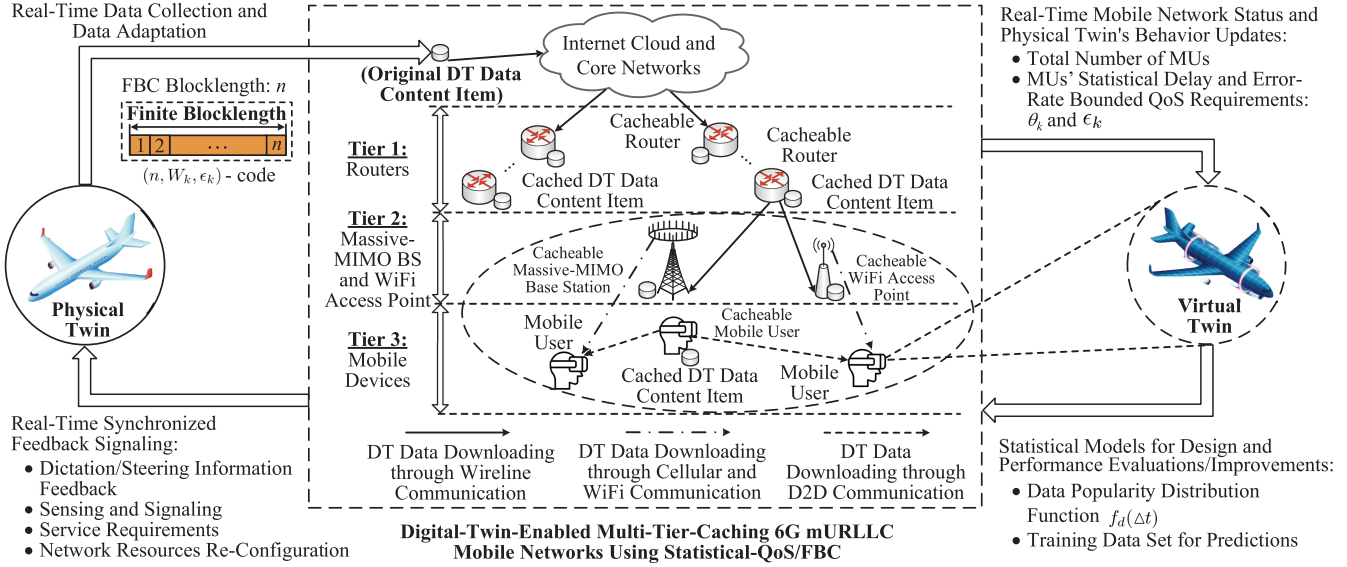 Real-Time Data Collection and
Data Adaptation
FBC Blocklength: n
Finite Blocklength
1 2 ... n
(n, W_k, ϵ_k) - code
Physical
Twin
Real-Time Synchronized
Feedback Signaling:
• Dictation/Steering Information
Feedback
• Sensing and Signaling
• Service Requirements
• Network Resources Re-Configuration
(Original DT Data
Content Item)
Internet Cloud and
Core Networks
Tier 1:
Routers
Cacheable
Router
Cacheable
Router
Cached DT Data
Content Item
Cached DT Data
Content Item
Tier 2:
Massive-
MIMO BS
and WiFi
Access Point
Cacheable
Massive-MIMO
Base Station
Cacheable
WiFi Access
Point
Tier 3:
Mobile
Devices
Mobile
User
Cacheable
Mobile User
Cached DT Data
Content Item
Mobile
User
DT Data Downloading
through Wireline
Communication
DT Data Downloading
through Cellular and
WiFi Communication
DT Data
Downloading through
D2D Communication
Digital-Twin-Enabled Multi-Tier-Caching 6G mURLLC
Mobile Networks Using Statistical-QoS/FBC
Real-Time Mobile Network Status and
Physical Twin's Behavior Updates:
• Total Number of MUs
• MUs' Statistical Delay and Error-
Rate Bounded QoS Requirements:
θ_k and ϵ_k
Virtual
Twin
Statistical Models for Design and
Performance Evaluations/Improvements:
• Data Popularity Distribution
Function f_d(Δt)
• Training Data Set for Predictions